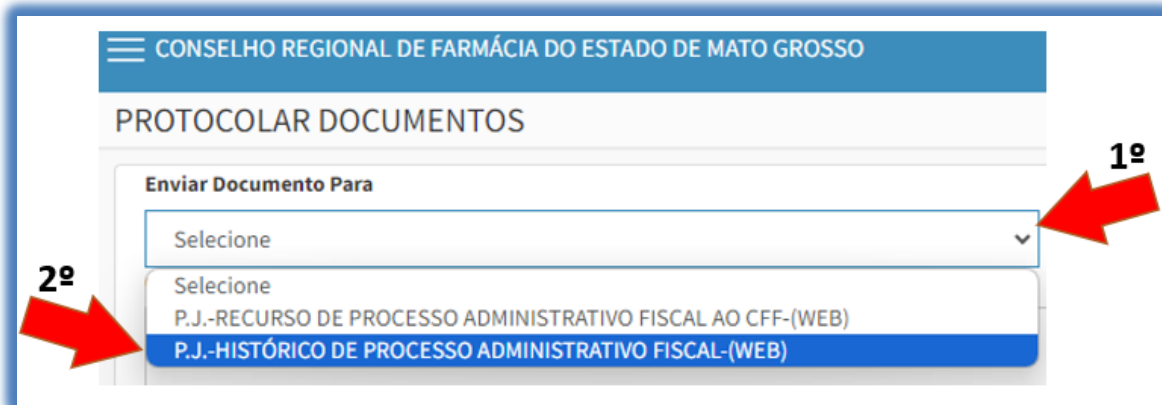 CONSELHO REGIONAL DE FARMÁCIA DO ESTADO DE MATO GROSSO
PROTOCOLAR DOCUMENTOS
1º
Enviar Documento Para
Selecione
2º
Selecione
P.J.-RECURSO DE PROCESSO ADMINISTRATIVO FISCAL AO CFF-(WEB)
P.J.-HISTÓRICO DE PROCESSO ADMINISTRATIVO FISCAL-(WEB)